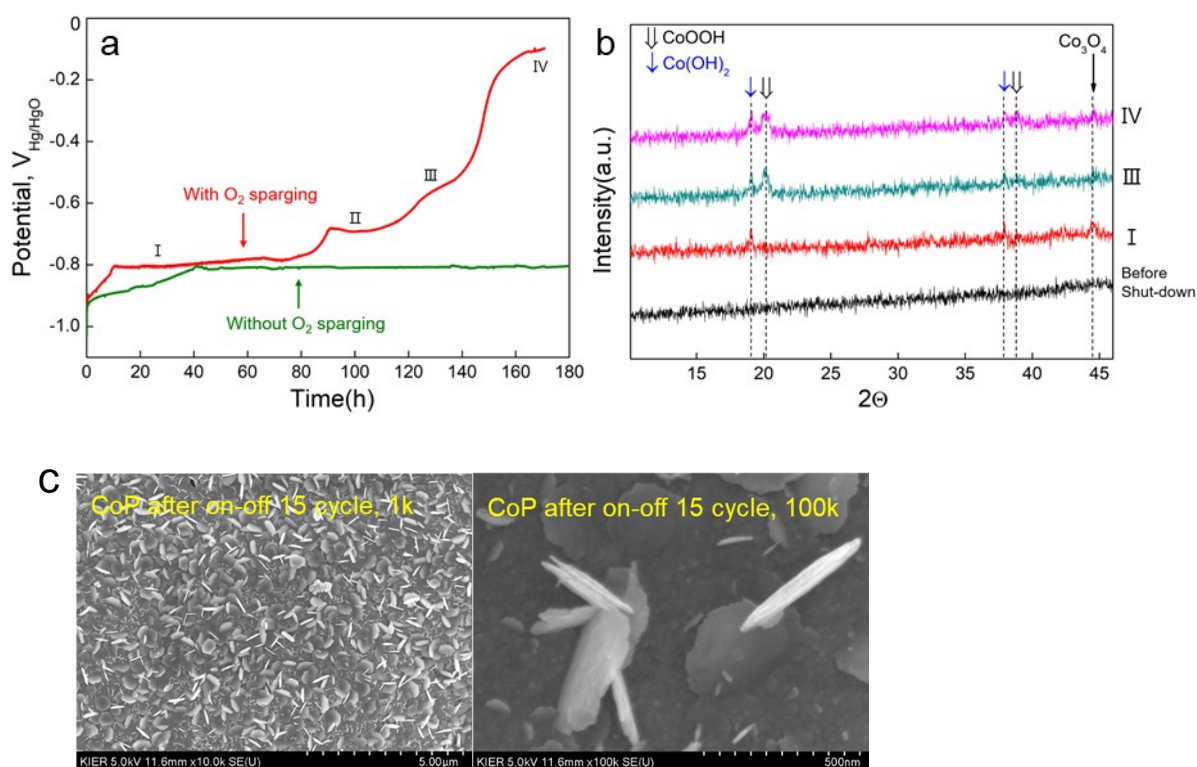 a
0
-0.2
-0.4
-0.6
-0.8
-1.0
Potential, V_Hg/HgO
With O₂ sparging
Without O₂ sparging
I
II
III
IV
0 20 40 60 80 100 120 140 160 180
Time(h)
b
⇓ CoOOH
↓ Co(OH)₂
Co₃O₄
IV
III
I
Before
Shut-down
Intensity(a.u.)
15 20 25 30 35 40 45
2Θ
c
CoP after on-off 15 cycle, 1k
KIER 5.0kV 11.6mm x10.0k SE(U) 5.00μm
CoP after on-off 15 cycle, 100k
KIER 5.0kV 11.6mm x100k SE(U) 500nm